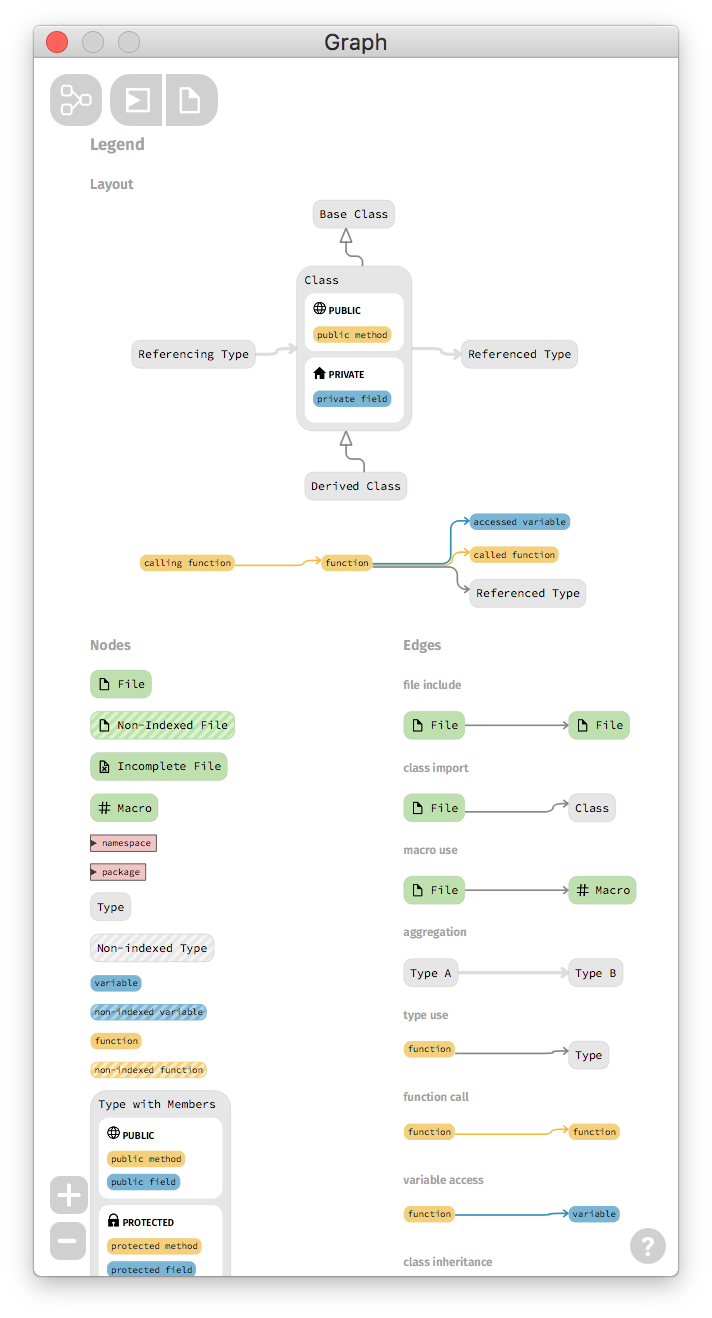 Graph
Legend
Layout
Base Class
Class
PUBLIC
public method
Referencing Type
Referenced Type
PRIVATE
private field
Derived Class
accessed variable
calling function
function
called function
Referenced Type
Nodes
File
Non-Indexed File
Incomplete File
# Macro
namespace
package
Type
Non-indexed Type
variable
non-indexed variable
function
non-indexed function
Type with Members
PUBLIC
public method
public field
PROTECTED
protected method
protected field
Edges
file include
File
File
class import
File
Class
macro use
File
# Macro
aggregation
Type A
Type B
type use
function
Type
function call
function
function
variable access
function
variable
class inheritance
+
−
?